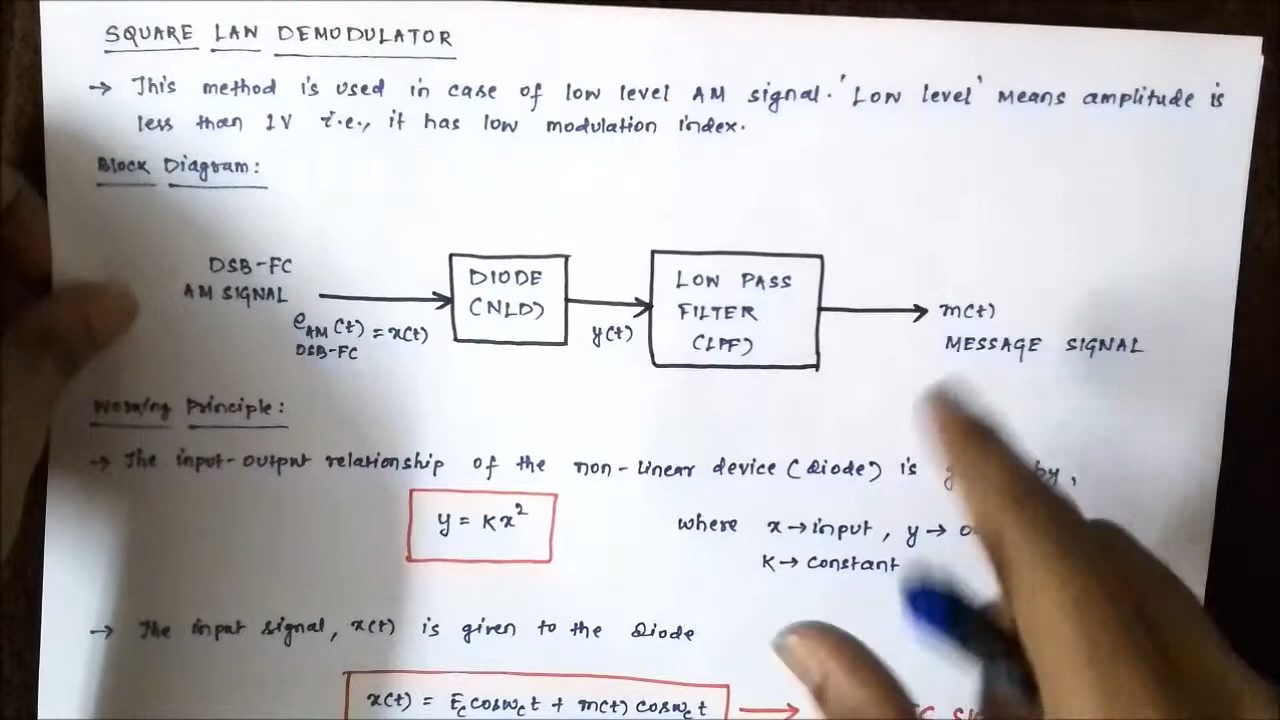 SQUARE LAW DEMODULATOR
→ This method is used in case of low level AM signal. 'Low level' means amplitude is
less than 1V i.e., it has low modulation index.
Block Diagram:
DSB-FC
AM SIGNAL
e_AM(t) = x(t)
DSB-FC
DIODE
(NLD)
y(t)
LOW PASS
FILTER
(LPF)
m(t)
MESSAGE SIGNAL
Working Principle:
→ The input-output relationship of the non-linear device (diode) is by,
y = Kx²
where x → input, y →
K → constant
→ The input signal, x(t) is given to the diode
x(t) = E_c cosω_c t + m(t) cosω_c t →